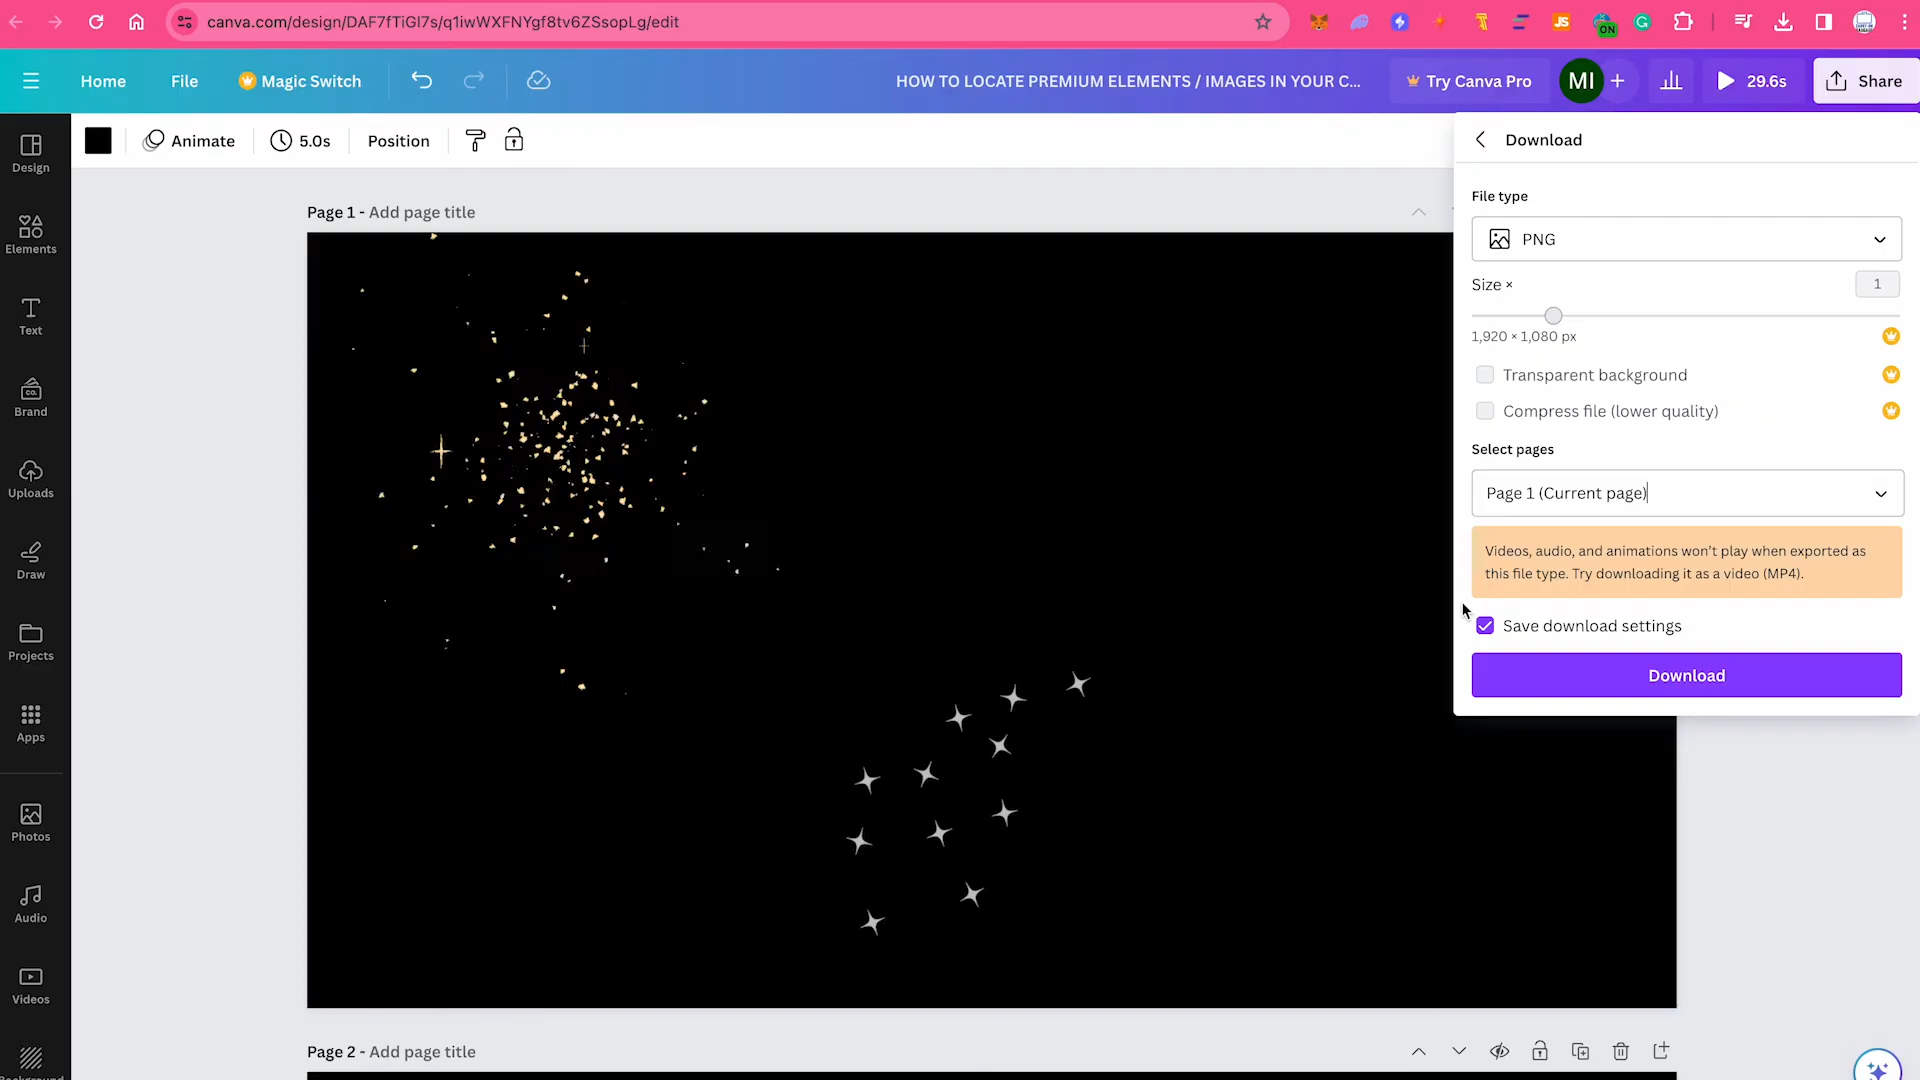 canva.com/design/DAF7fTiGI7s/q1iwWXFNYgf8tv6ZSsopLg/edit
JS
ON
G
Home
File
Magic Switch
HOW TO LOCATE PREMIUM ELEMENTS / IMAGES IN YOUR C...
Try Canva Pro
MI
29.6s
Share
Design
Elements
Text
Brand
Uploads
Draw
Projects
Apps
Photos
Audio
Videos
Background
Animate
5.0s
Position
Page 1 - Add page title
Page 2 - Add page title
Download
File type
PNG
Size ×
1
1,920 × 1,080 px
Transparent background
Compress file (lower quality)
Select pages
Page 1 (Current page)
Videos, audio, and animations won't play when exported as
this file type. Try downloading it as a video (MP4).
Save download settings
Download